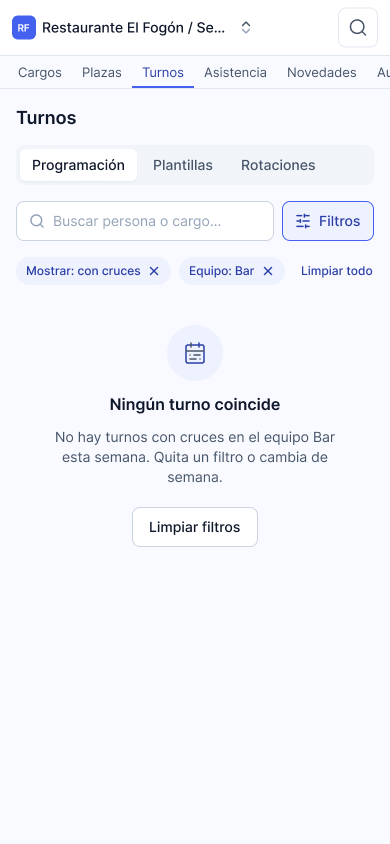 RF Restaurante El Fogón / Se...
Cargos Plazas Turnos Asistencia Novedades Au
Turnos
Programación Plantillas Rotaciones
Buscar persona o cargo... Filtros
Mostrar: con cruces Equipo: Bar Limpiar todo
Ningún turno coincide
No hay turnos con cruces en el equipo Bar
esta semana. Quita un filtro o cambia de
semana.
Limpiar filtros